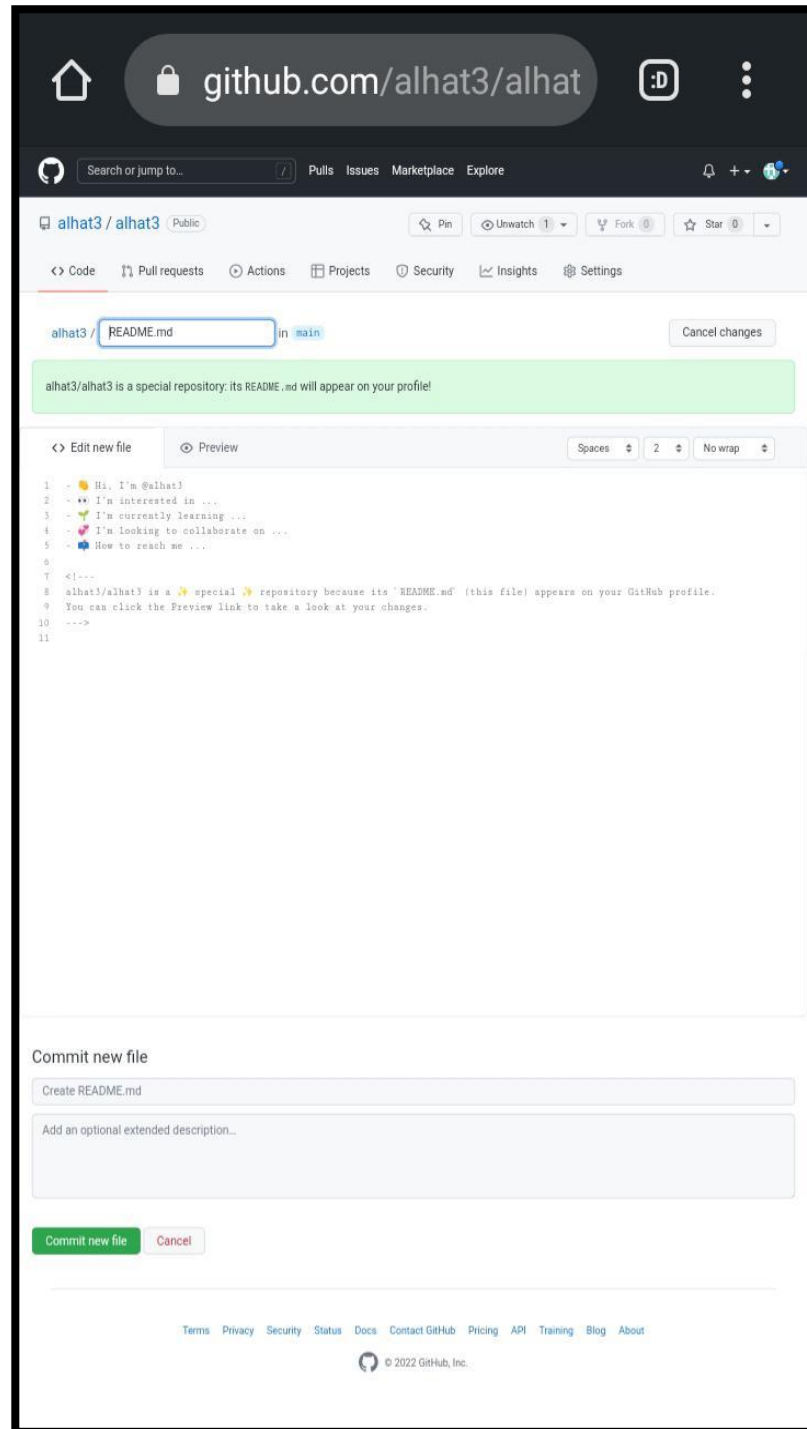 github.com/alhat3/alhat :D
Search or jump to... / Pulls Issues Marketplace Explore
alhat3 / alhat3 Public Pin Unwatch 1 Fork 0 Star 0
<> Code Pull requests Actions Projects Security Insights Settings
alhat3 / README.md in main Cancel changes
alhat3/alhat3 is a special repository: its README.md will appear on your profile!
<> Edit new file Preview Spaces 2 No wrap
1 - 👋 Hi, I'm @alhat3
2 - 👀 I'm interested in ...
3 - 🌱 I'm currently learning ...
4 - 💞️ I'm looking to collaborate on ...
5 - 📫 How to reach me ...
6
7 <!---
8 alhat3/alhat3 is a ✨ special ✨ repository because its `README.md` (this file) appears on your GitHub profile.
9 You can click the Preview link to take a look at your changes.
10 --->
11
Commit new file
Create README.md
Add an optional extended description...
Commit new file Cancel
Terms Privacy Security Status Docs Contact GitHub Pricing API Training Blog About
© 2022 GitHub, Inc.